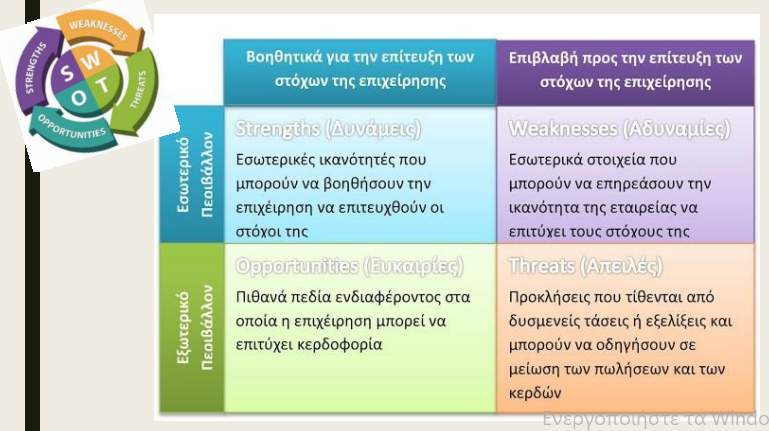 WEAKNESSES
STRENGTHS
THREATS
OPPORTUNITIES
S W
O T
Βοηθητικά για την επίτευξη των
στόχων της επιχείρησης
Επιβλαβή προς την επίτευξη των
στόχων της επιχείρησης
Εσωτερικό
Περιβάλλον
Strengths (Δυνάμεις)
Εσωτερικές ικανότητές που
μπορούν να βοηθήσουν την
επιχείρηση να επιτευχθούν οι
στόχοι της
Weaknesses (Αδυναμίες)
Εσωτερικά στοιχεία που
μπορούν να επηρεάσουν την
ικανότητα της εταιρείας να
επιτύχει τους στόχους της
Εξωτερικό
Περιβάλλον
Opportunities (Ευκαιρίες)
Πιθανά πεδία ενδιαφέροντος στα
οποία η επιχείρηση μπορεί να
επιτύχει κερδοφορία
Threats (Απειλές)
Προκλήσεις που τίθενται από
δυσμενείς τάσεις ή εξελίξεις και
μπορούν να οδηγήσουν σε
μείωση των πωλήσεων και των
κερδών
Ενεργοποιήστε τα Windo